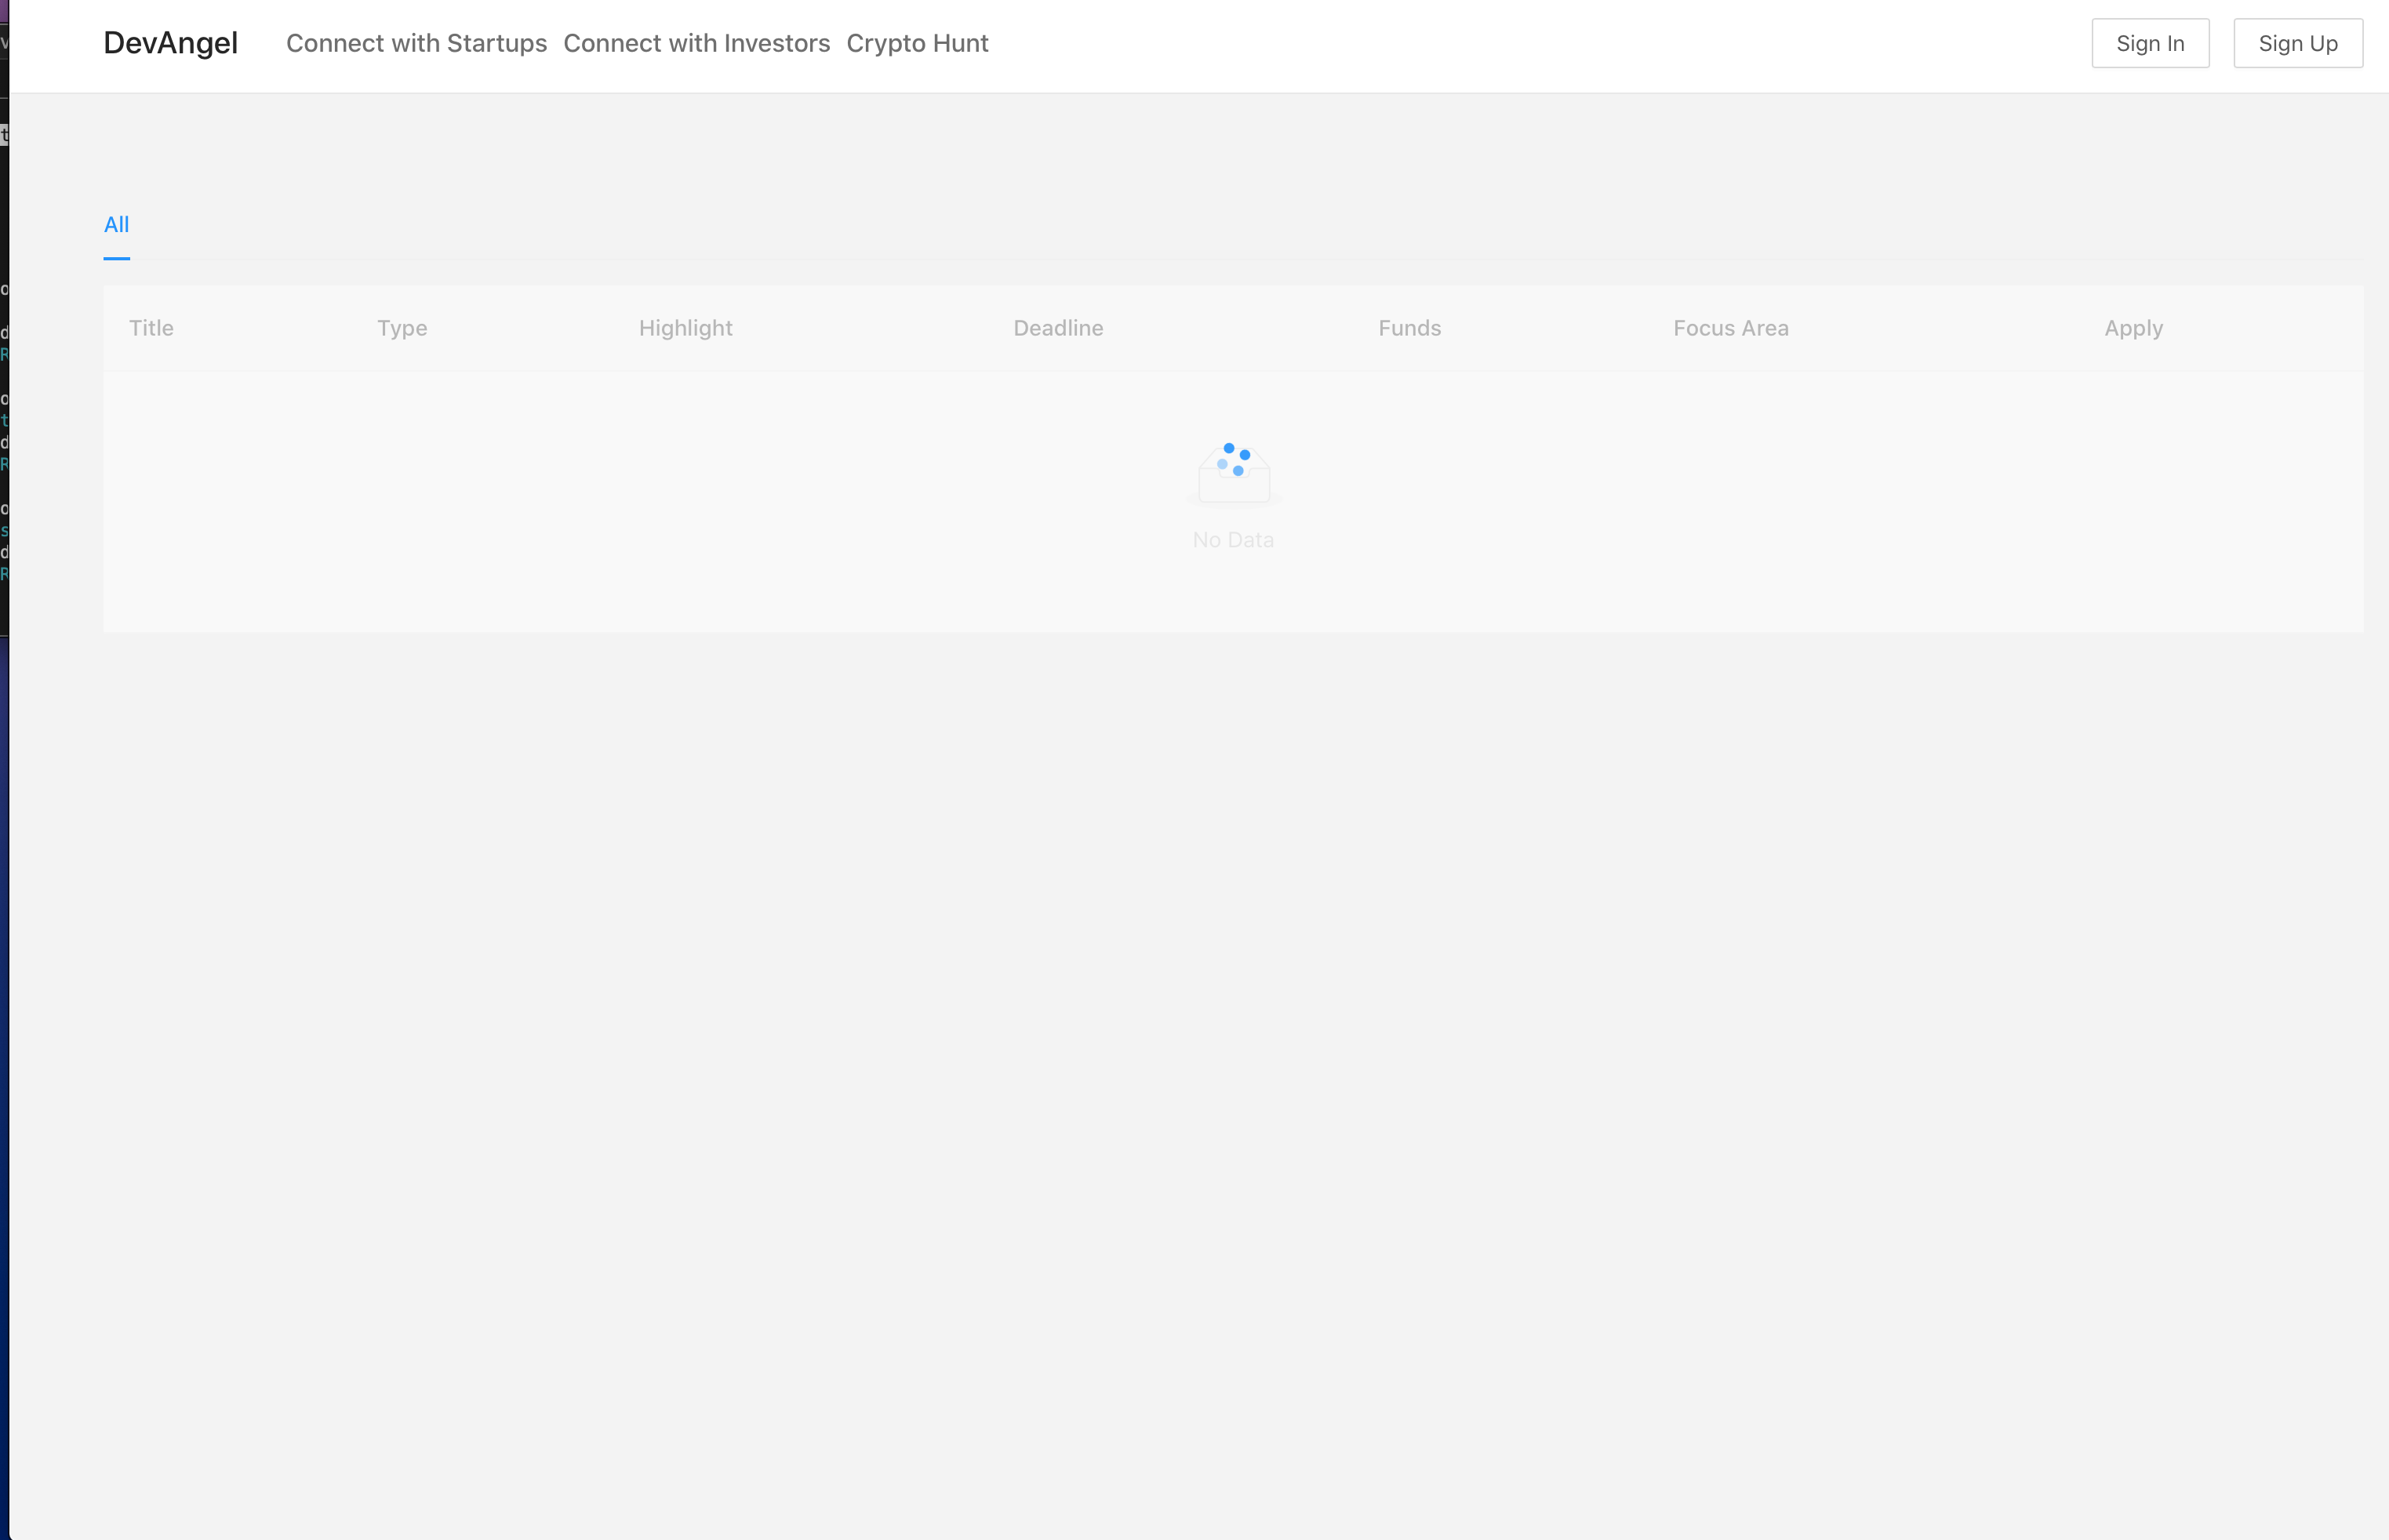 DevAngel Connect with Startups Connect with Investors Crypto Hunt Sign In Sign Up
All
Title Type Highlight Deadline Funds Focus Area Apply
No Data